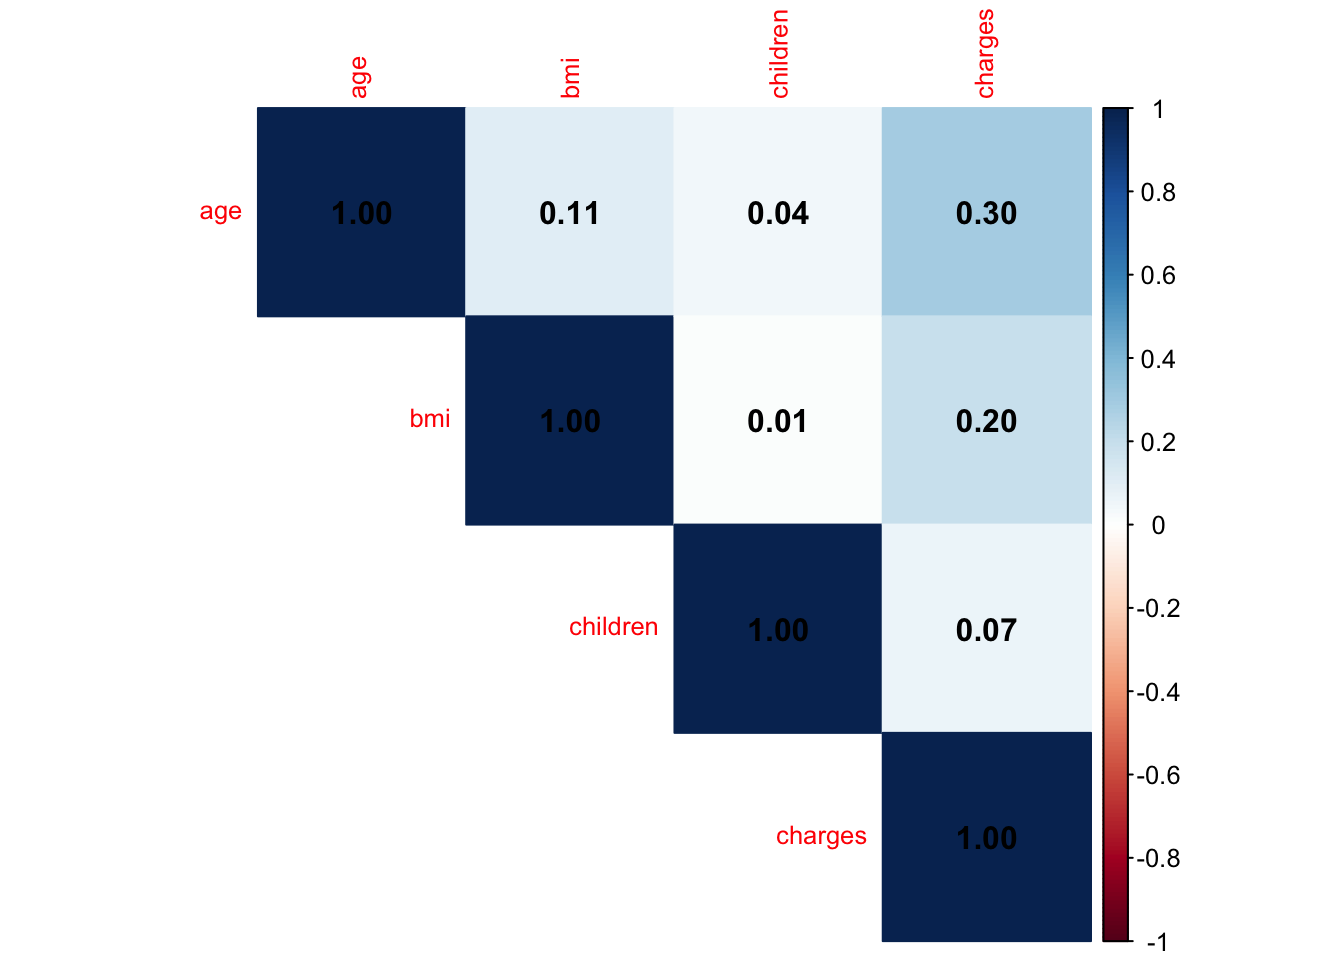 age bmi children charges
age 1.00 0.11 0.04 0.30
bmi 1.00 0.01 0.20
children 1.00 0.07
charges 1.00
1
0.8
0.6
0.4
0.2
0
-0.2
-0.4
-0.6
-0.8
-1